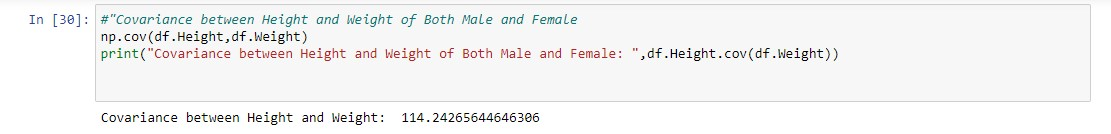 In [30]: #"Covariance between Height and Weight of Both Male and Female
np.cov(df.Height,df.Weight)
print("Covariance between Height and Weight of Both Male and Female: ",df.Height.cov(df.Weight))
Covariance between Height and Weight:  114.24265644646306